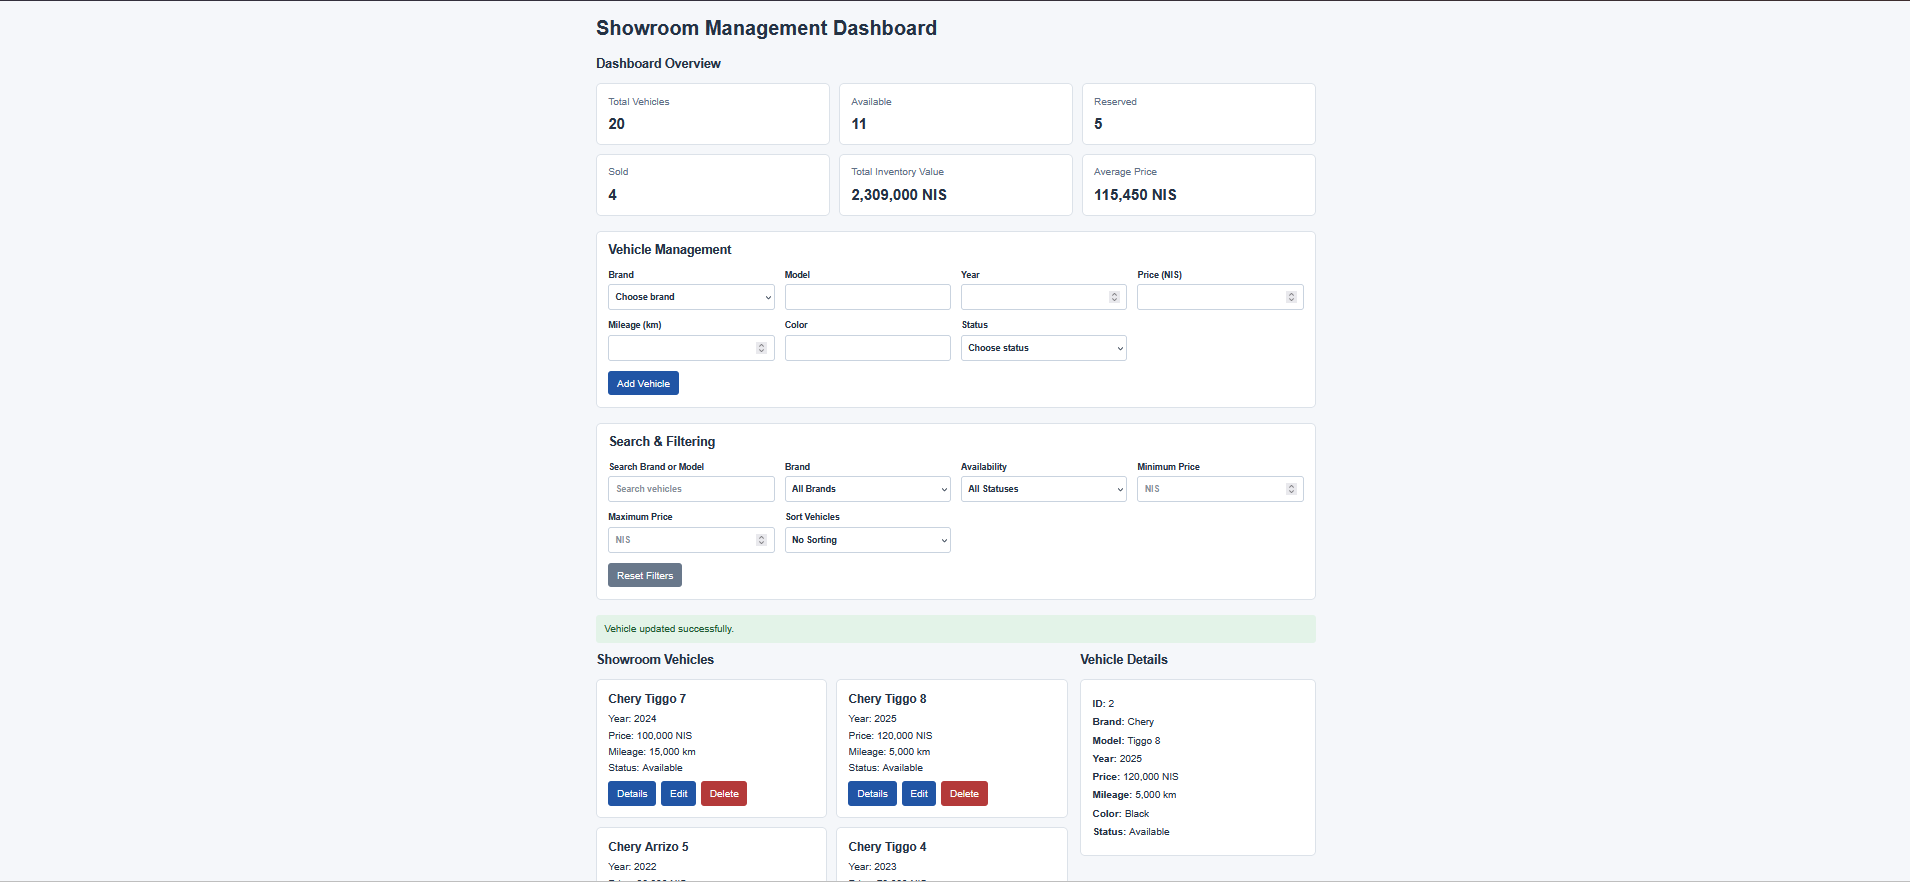 Showroom Management Dashboard
Dashboard Overview
Total Vehicles
20
Available
11
Reserved
5
Sold
4
Total Inventory Value
2,309,000 NIS
Average Price
115,450 NIS
Vehicle Management
Brand
Choose brand
Model
Year
Price (NIS)
Mileage (km)
Color
Status
Choose status
Add Vehicle
Search & Filtering
Search Brand or Model
Search vehicles
Brand
All Brands
Availability
All Statuses
Minimum Price
NIS
Maximum Price
NIS
Sort Vehicles
No Sorting
Reset Filters
Vehicle updated successfully.
Showroom Vehicles
Chery Tiggo 7
Year: 2024
Price: 100,000 NIS
Mileage: 15,000 km
Status: Available
Details Edit Delete
Chery Tiggo 8
Year: 2025
Price: 120,000 NIS
Mileage: 5,000 km
Status: Available
Details Edit Delete
Chery Arrizo 5
Year: 2022
Chery Tiggo 4
Year: 2023
Vehicle Details
ID: 2
Brand: Chery
Model: Tiggo 8
Year: 2025
Price: 120,000 NIS
Mileage: 5,000 km
Color: Black
Status: Available